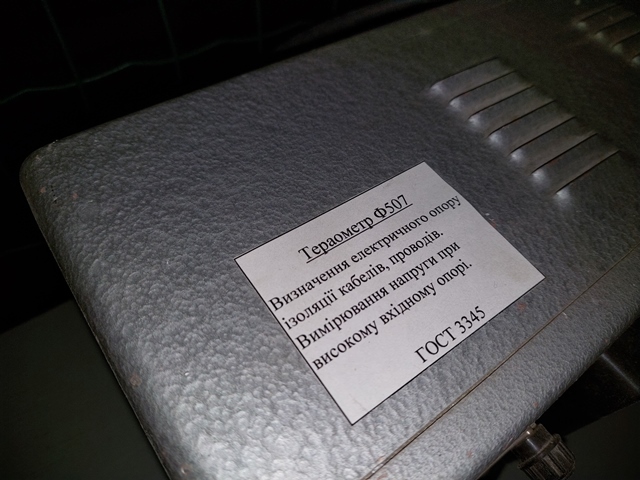 Тераометр Ф507
Визначення електричного опору
ізоляції кабелів, проводів.
Вимірювання напруги при
високому вхідному опорі.
ГОСТ 3345